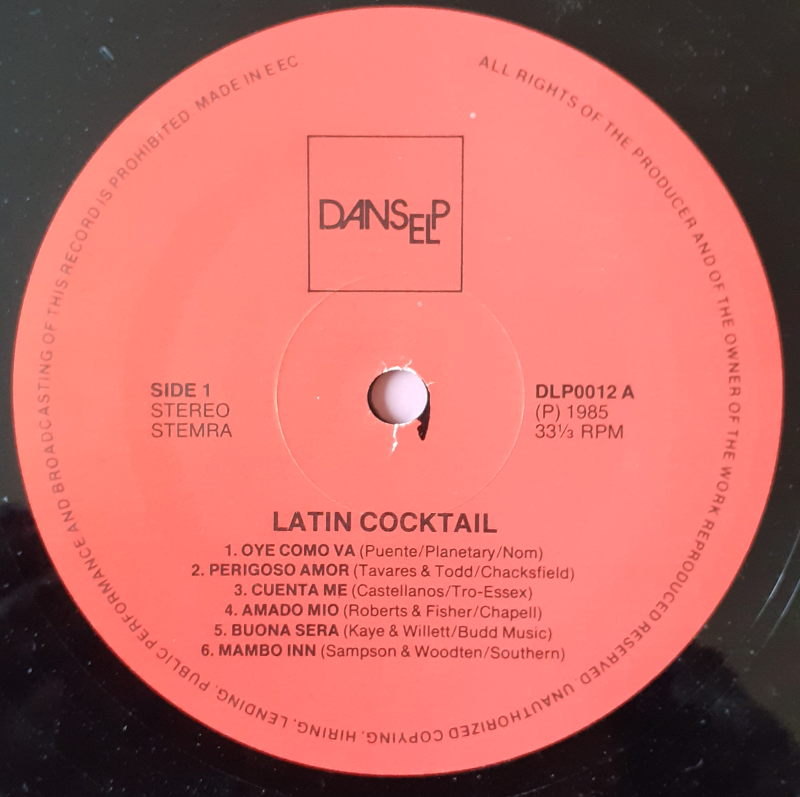 DANSELP
SIDE 1
STEREO
STEMRA
DLP0012 A
(P) 1985
33⅓ RPM
LATIN COCKTAIL
1. OYE COMO VA (Puente/Planetary/Nom)
2. PERIGOSO AMOR (Tavares & Todd/Chacksfield)
3. CUENTA ME (Castellanos/Tro-Essex)
4. AMADO MIO (Roberts & Fisher/Chapell)
5. BUONA SERA (Kaye & Willett/Budd Music)
6. MAMBO INN (Sampson & Woodten/Southern)
ALL RIGHTS OF THE PRODUCER AND OF THE OWNER OF THE WORK REPRODUCED RESERVED. UNAUTHORIZED COPYING, HIRING, LENDING, PUBLIC PERFORMANCE AND BROADCASTING OF THIS RECORD IS PROHIBITED. MADE IN EEC